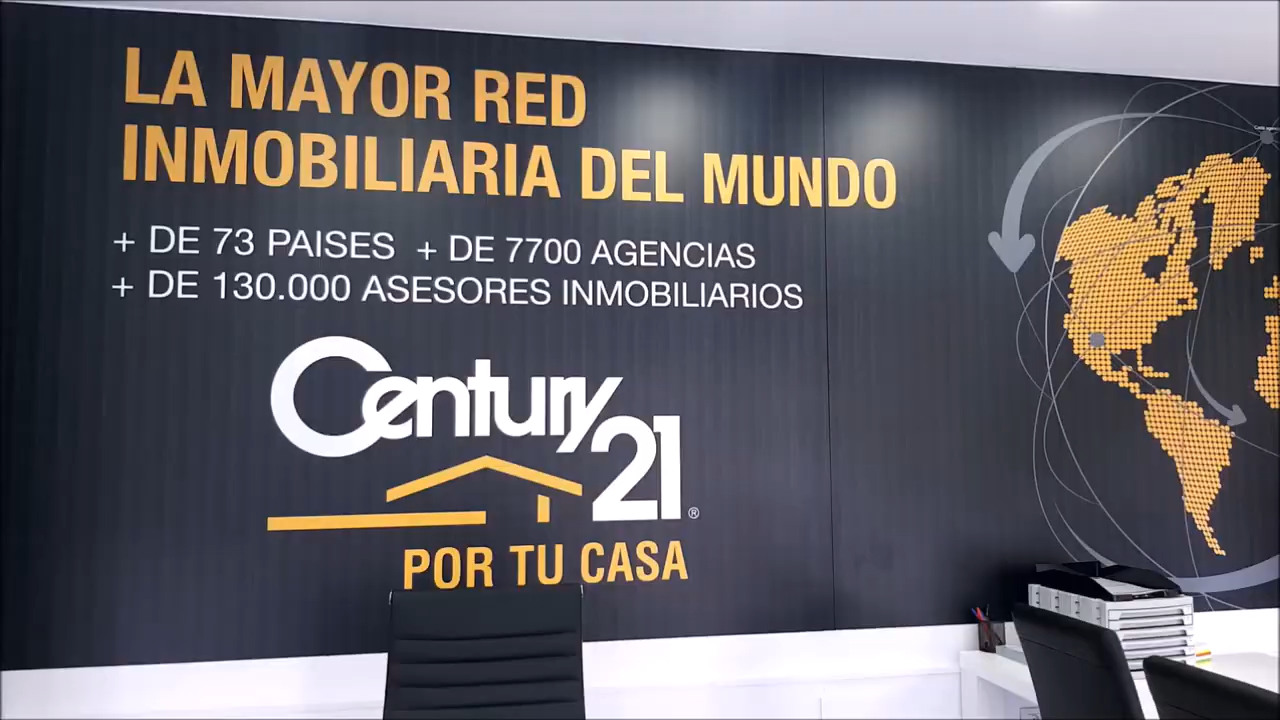 LA MAYOR RED
INMOBILIARIA DEL MUNDO
+ DE 73 PAISES + DE 7700 AGENCIAS
+ DE 130.000 ASESORES INMOBILIARIOS
Century
21®
POR TU CASA